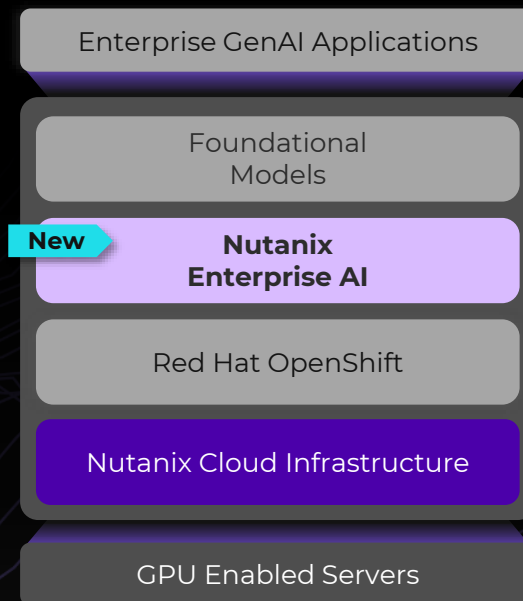 Enterprise GenAI Applications
Foundational
Models
New
Nutanix
Enterprise AI
Red Hat OpenShift
Nutanix Cloud Infrastructure
GPU Enabled Servers